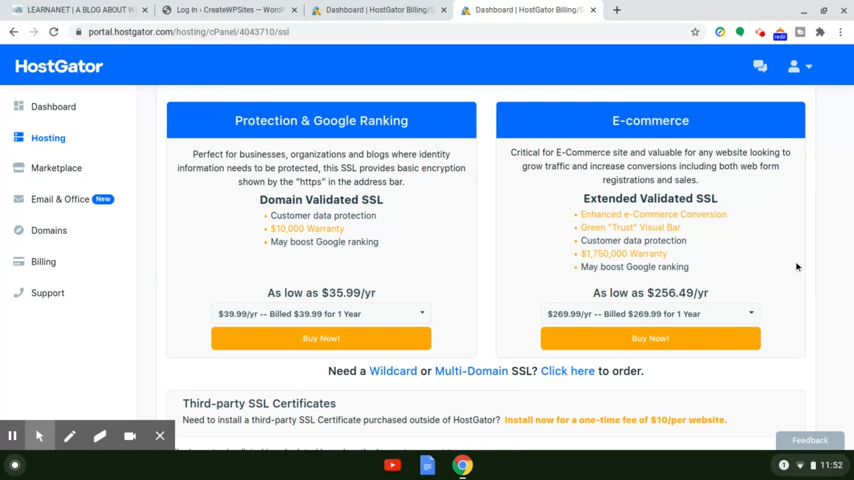 LEARNANET | A BLOG ABOUT W
Log In ‹ CreateWPSites — WordP
Dashboard | HostGator Billing/S
Dashboard | HostGator Billing/S
portal.hostgator.com/hosting/cPanel/4043710/ssl
redir
HostGator
Dashboard
Hosting
Marketplace
Email & Office New
Domains
Billing
Support
Protection & Google Ranking
Perfect for businesses, organizations and blogs where identity
information needs to be protected, this SSL provides basic encryption
shown by the “https” in the address bar.
Domain Validated SSL
• Customer data protection
• $10,000 Warranty
• May boost Google ranking
As low as $35.99/yr
$39.99/yr -- Billed $39.99 for 1 Year
Buy Now!
E-commerce
Critical for E-Commerce site and valuable for any website looking to
grow traffic and increase conversions including both web form
registrations and sales.
Extended Validated SSL
• Enhanced e-Commerce Conversion
• Green "Trust" Visual Bar
• Customer data protection
• $1,750,000 Warranty
• May boost Google ranking
As low as $256.49/yr
$269.99/yr -- Billed $269.99 for 1 Year
Buy Now!
Need a Wildcard or Multi-Domain SSL? Click here to order.
Third-party SSL Certificates
Need to install a third-party SSL Certificate purchased outside of HostGator? Install now for a one-time fee of $10/per website.
Feedback
1
11:52